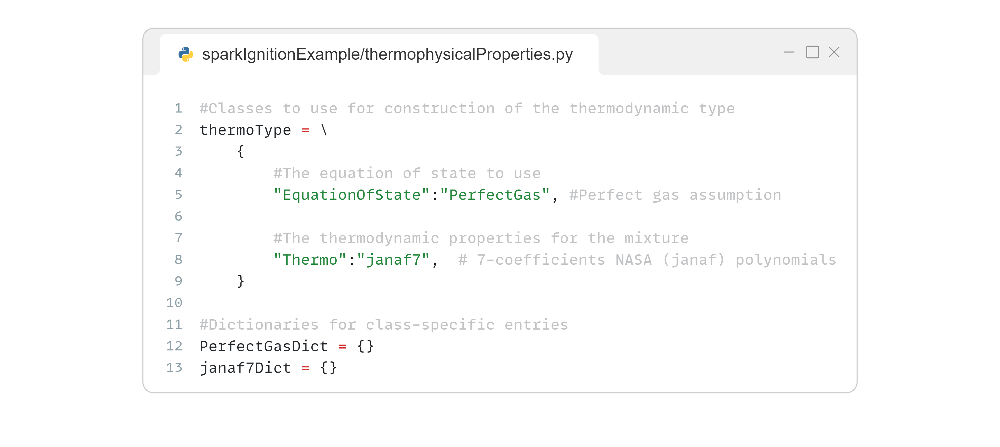 sparkIgnitionExample/thermophysicalProperties.py
1 #Classes to use for construction of the thermodynamic type
2 thermoType = \
3     {
4         #The equation of state to use
5         "EquationOfState":"PerfectGas", #Perfect gas assumption
6
7         #The thermodynamic properties for the mixture
8         "Thermo":"janaf7",  # 7-coefficients NASA (janaf) polynomials
9     }
10
11 #Dictionaries for class-specific entries
12 PerfectGasDict = {}
13 janaf7Dict = {}